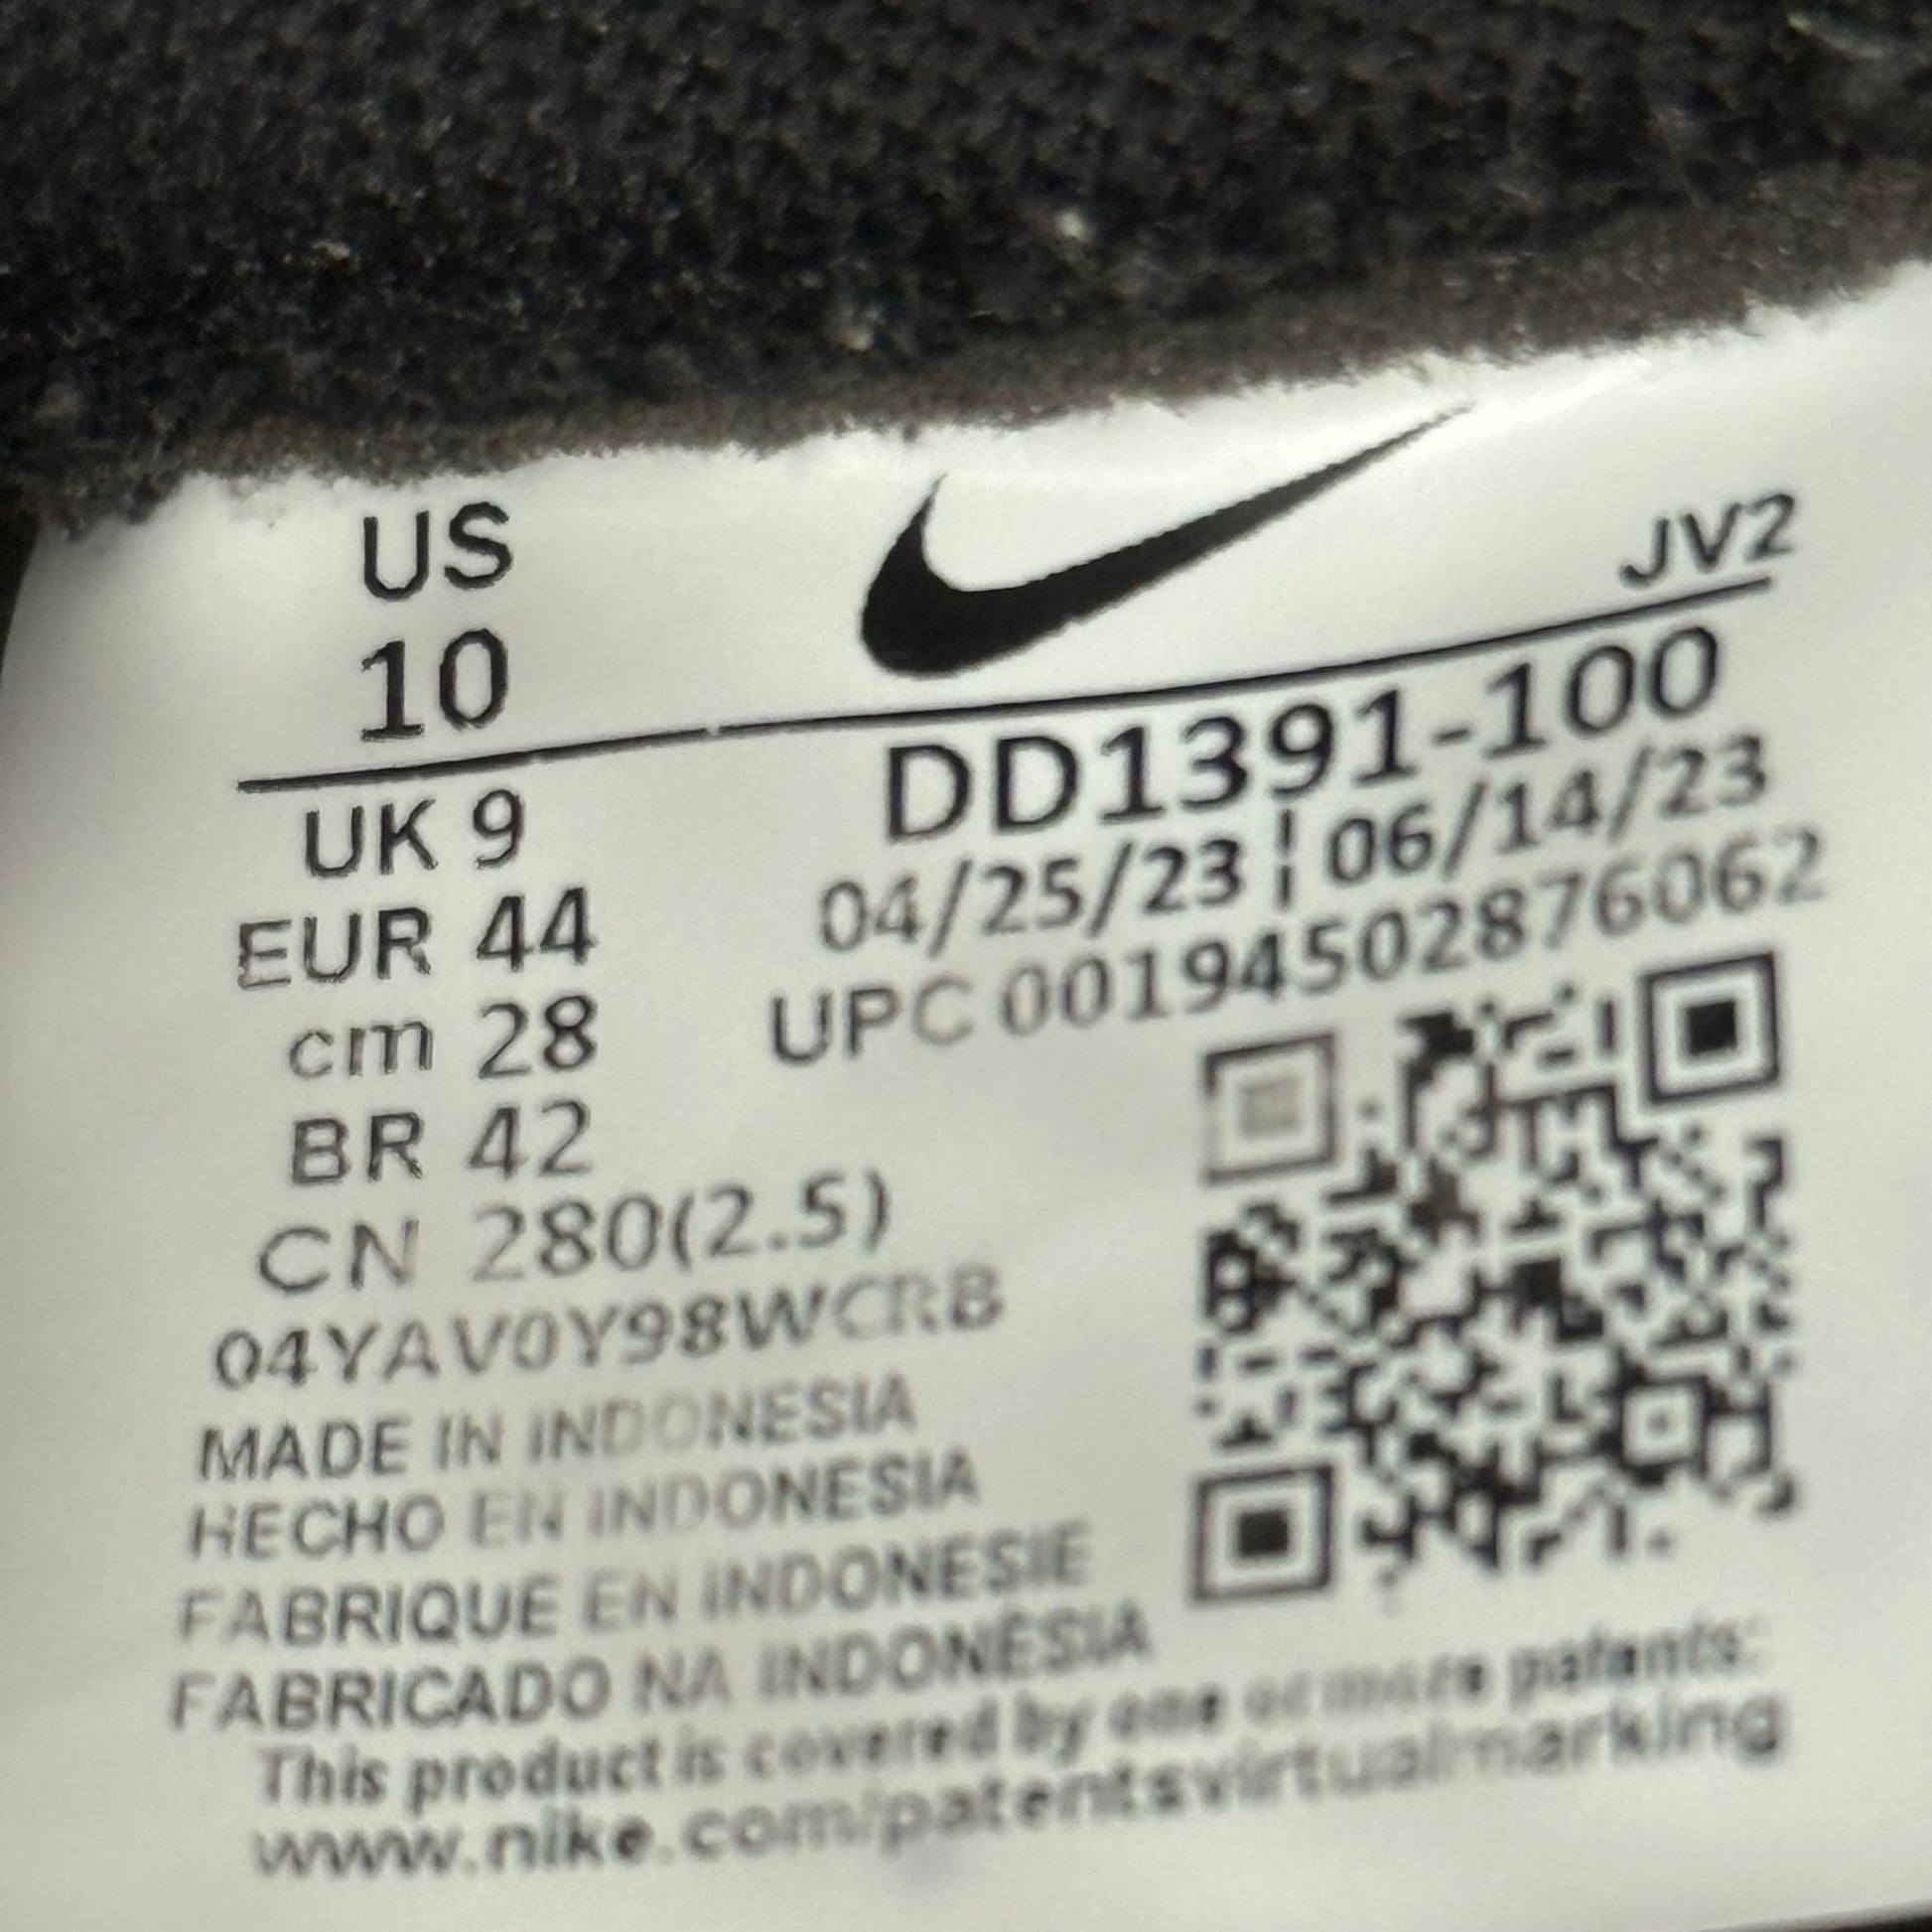 US
10
JV2
UK 9
EUR 44
cm 28
BR 42
CN 280(2.5)
DD1391-100
04/25/23 ¦ 06/14/23
UPC 00194502876062
04YAV0Y98WCRB
MADE IN INDONESIA
HECHO EN INDONESIA
FABRIQUE EN INDONESIE
FABRICADO NA INDONÉSIA
This product is covered by one or more patents:
www.nike.com/patentsvirtualmarking